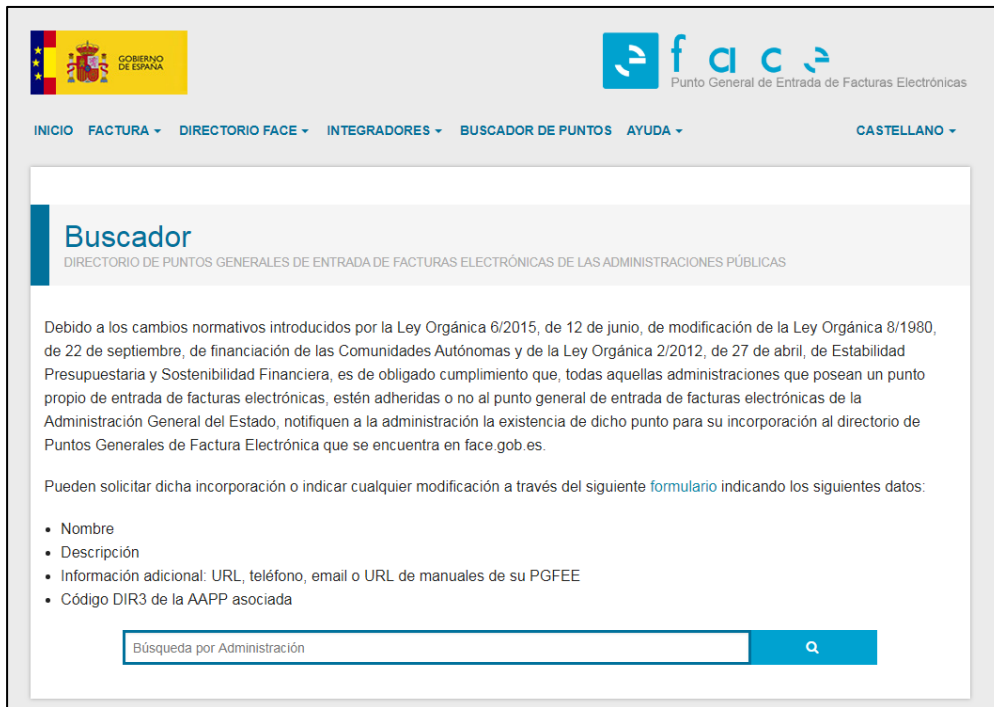 GOBIERNO
DE ESPAÑA
face
Punto General de Entrada de Facturas Electrónicas
INICIO FACTURA DIRECTORIO FACE INTEGRADORES BUSCADOR DE PUNTOS AYUDA CASTELLANO
Buscador
DIRECTORIO DE PUNTOS GENERALES DE ENTRADA DE FACTURAS ELECTRÓNICAS DE LAS ADMINISTRACIONES PÚBLICAS
Debido a los cambios normativos introducidos por la Ley Orgánica 6/2015, de 12 de junio, de modificación de la Ley Orgánica 8/1980,
de 22 de septiembre, de financiación de las Comunidades Autónomas y de la Ley Orgánica 2/2012, de 27 de abril, de Estabilidad
Presupuestaria y Sostenibilidad Financiera, es de obligado cumplimiento que, todas aquellas administraciones que posean un punto
propio de entrada de facturas electrónicas, estén adheridas o no al punto general de entrada de facturas electrónicas de la
Administración General del Estado, notifiquen a la administración la existencia de dicho punto para su incorporación al directorio de
Puntos Generales de Factura Electrónica que se encuentra en face.gob.es.
Pueden solicitar dicha incorporación o indicar cualquier modificación a través del siguiente formulario indicando los siguientes datos:
• Nombre
• Descripción
• Información adicional: URL, teléfono, email o URL de manuales de su PGFEE
• Código DIR3 de la AAPP asociada
Búsqueda por Administración